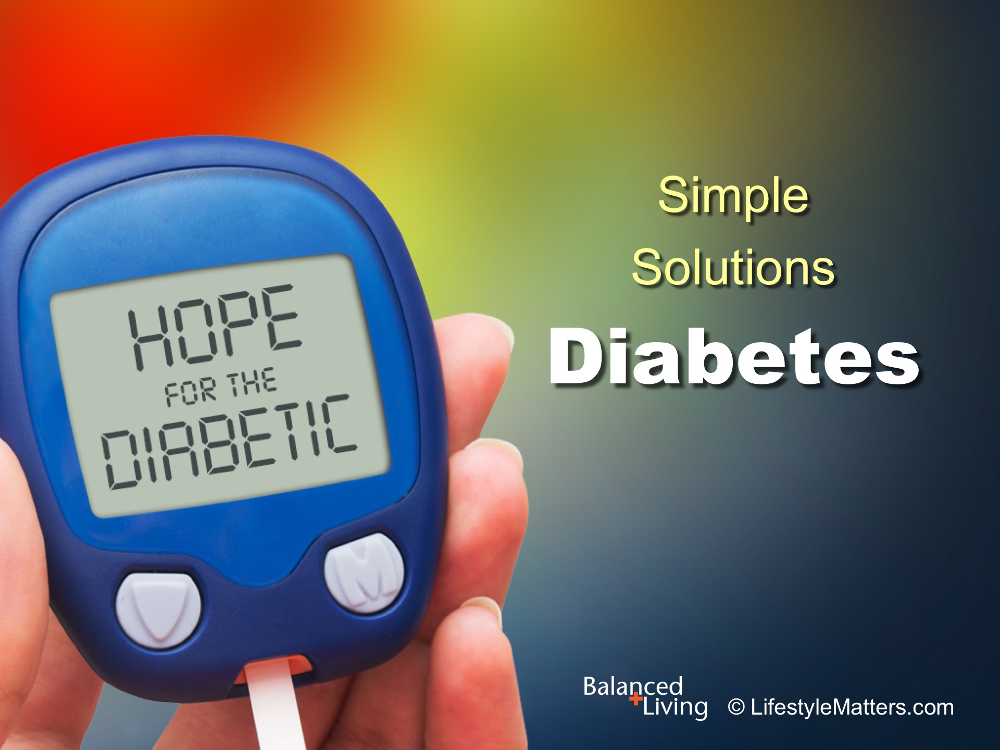 HOPE
FOR THE
DIABETIC
M
Simple
Solutions
Diabetes
Balanced
+Living
© LifestyleMatters.com